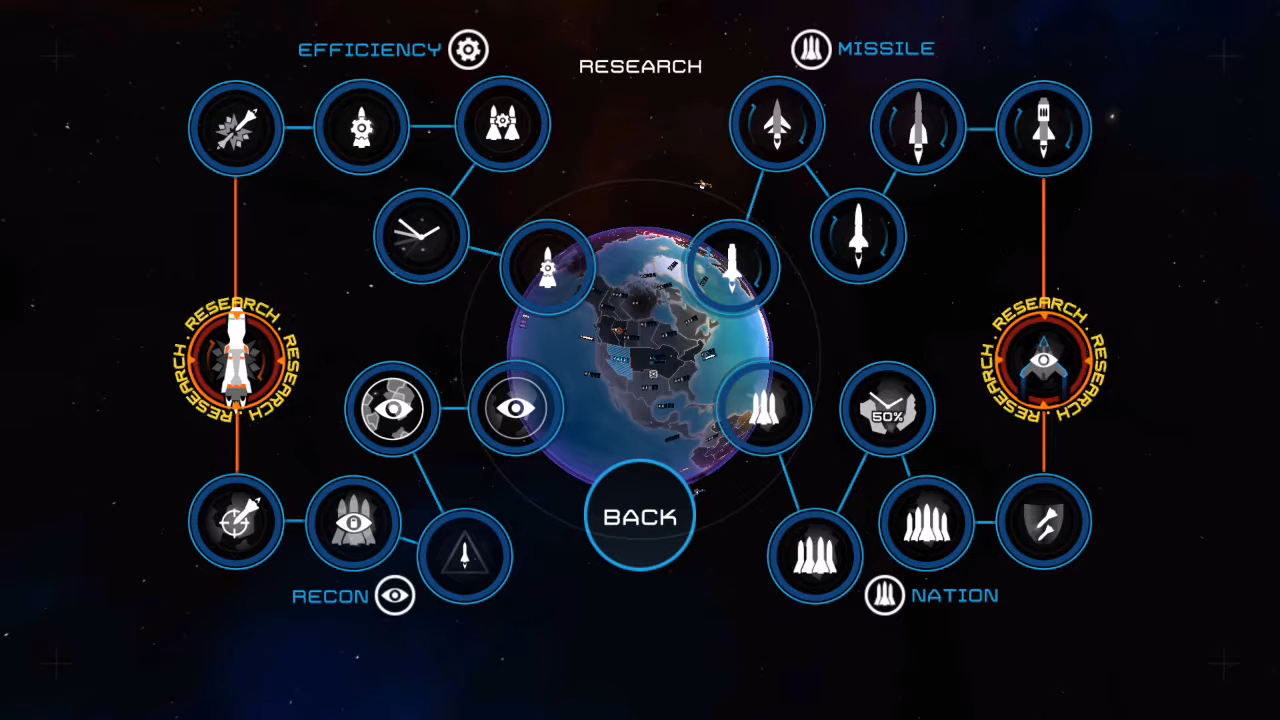 EFFICIENCY
RESEARCH
MISSILE
RESEARCH . RESEARCH . RESEARCH .
RESEARCH . RESEARCH . RESEARCH .
50%
BACK
RECON
NATION